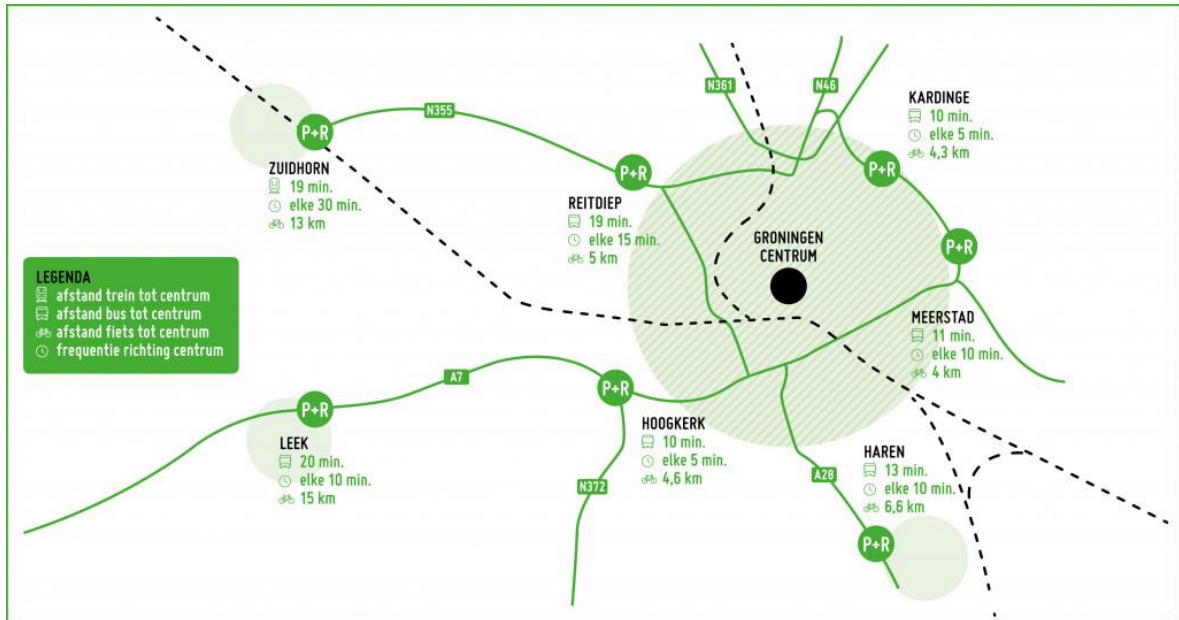 N361
N46
KARDINGE
10 min.
elke 5 min.
4,3 km
P+R
N355
P+R
ZUIDHORN
19 min.
elke 30 min.
13 km
P+R
REITDIEP
19 min.
elke 15 min.
5 km
P+R
GRONINGEN
CENTRUM
P+R
MEERSTAD
11 min.
elke 10 min.
4 km
LEGENDA
afstand trein tot centrum
afstand bus tot centrum
afstand fiets tot centrum
frequentie richting centrum
A7
P+R
LEEK
20 min.
elke 10 min.
15 km
P+R
HOOGKERK
10 min.
elke 5 min.
4,6 km
N372
HAREN
13 min.
elke 10 min.
6,6 km
A28
P+R